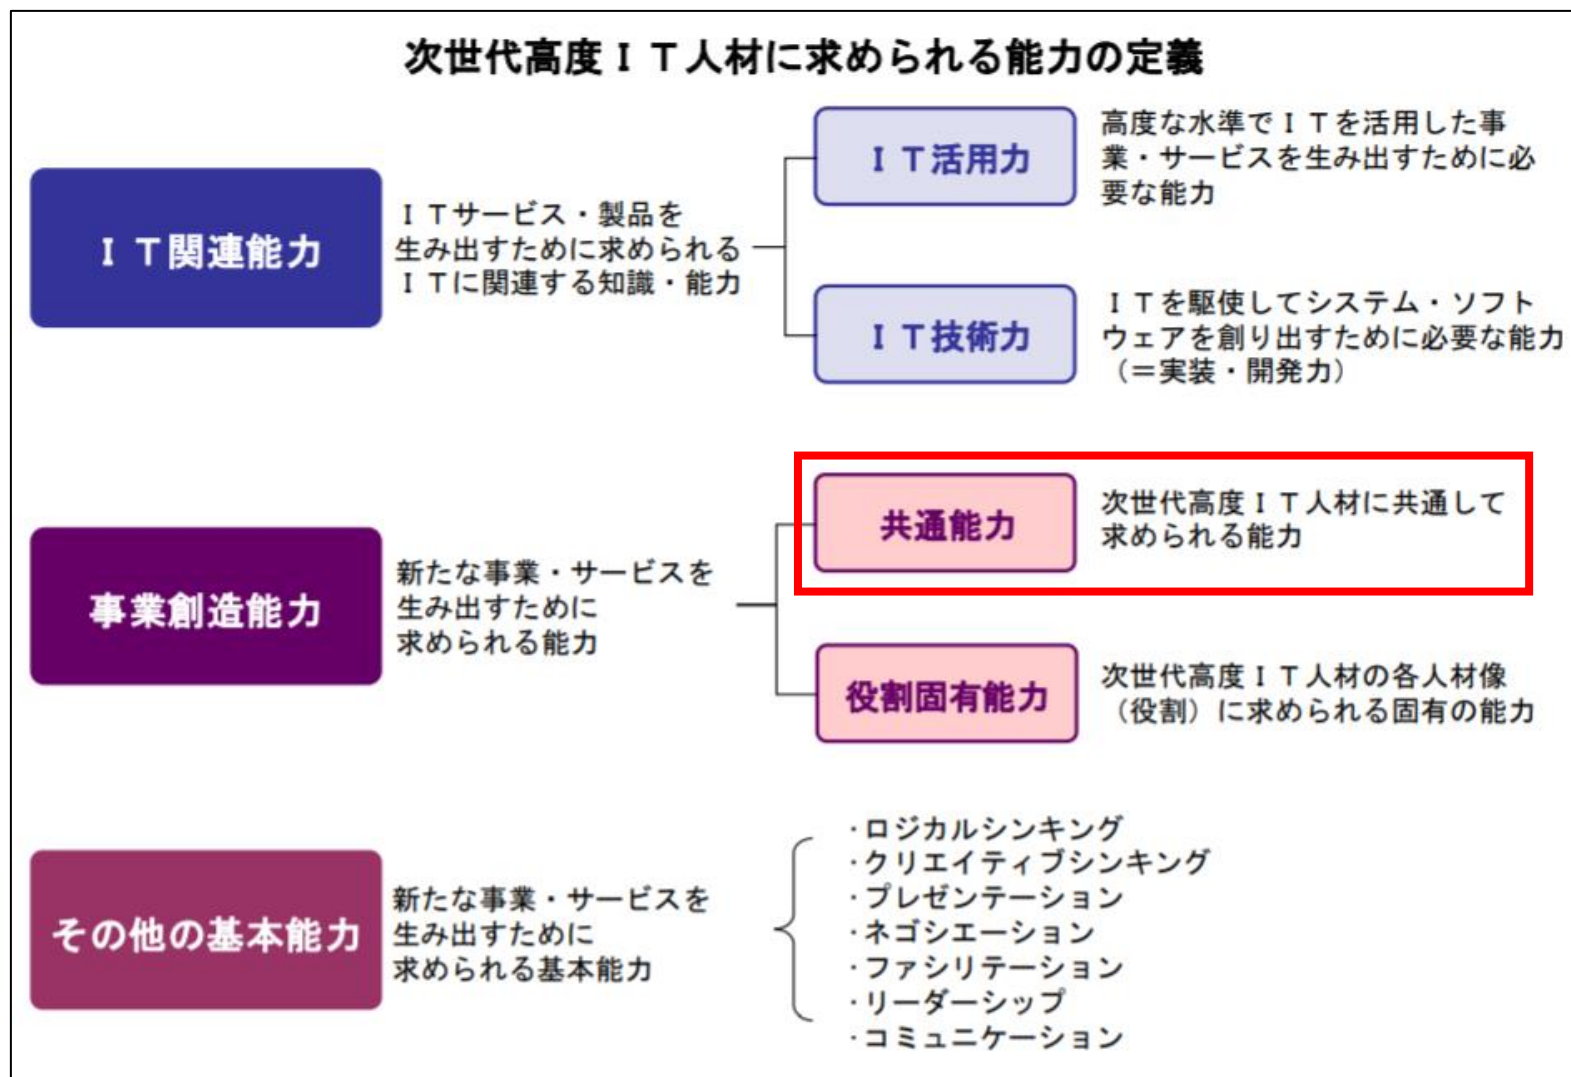 次世代高度ＩＴ人材に求められる能力の定義
ＩＴ関連能力
ＩＴサービス・製品を
生み出すために求められる
ＩＴに関連する知識・能力
ＩＴ活用力
高度な水準でＩＴを活用した事
業・サービスを生み出すために必
要な能力
ＩＴ技術力
ＩＴを駆使してシステム・ソフト
ウェアを創り出すために必要な能力
（＝実装・開発力）
事業創造能力
新たな事業・サービスを
生み出すために
求められる能力
共通能力
次世代高度ＩＴ人材に共通して
求められる能力
役割固有能力
次世代高度ＩＴ人材の各人材像
（役割）に求められる固有の能力
その他の基本能力
新たな事業・サービスを
生み出すために
求められる基本能力
・ロジカルシンキング
・クリエイティブシンキング
・プレゼンテーション
・ネゴシエーション
・ファシリテーション
・リーダーシップ
・コミュニケーション